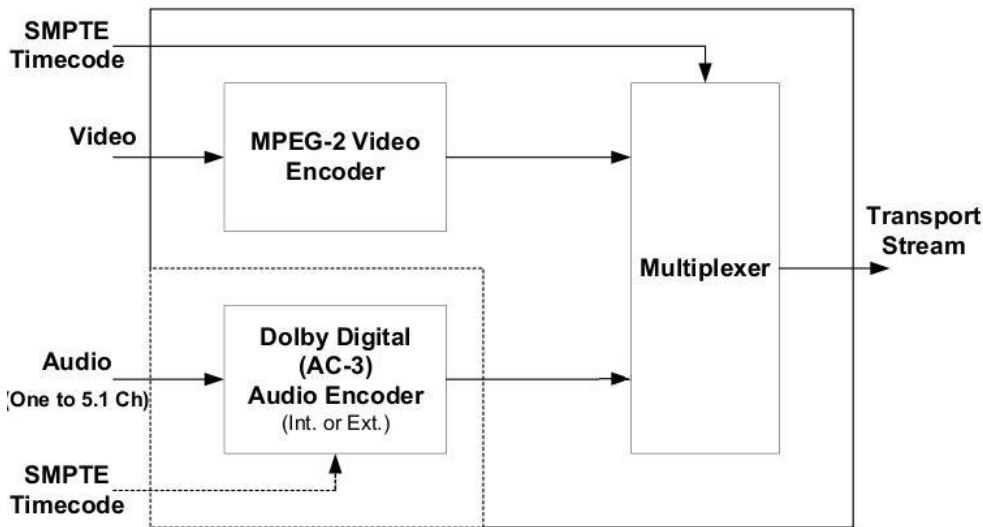 SMPTE
Timecode
Video
MPEG-2 Video
Encoder
Multiplexer
Transport
Stream
Audio
(One to 5.1 Ch)
Dolby Digital
(AC-3)
Audio Encoder
(Int. or Ext.)
SMPTE
Timecode